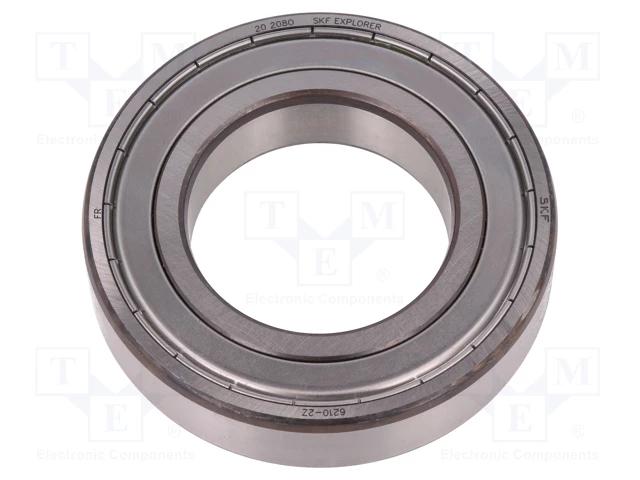 20 208O SKF EXPLORER
FR
SKF
6210-2Z
TME
Electronic Components
TME
Electronic Components
TME
Electronic Components
TME
Electronic Components
TME
Electronic Components